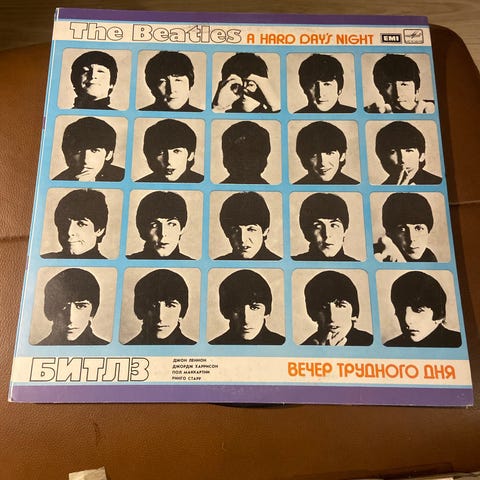 The Beatles A HARD DAY'S NIGHT EMI
БИТЛЗ
ДЖОН ЛЕННОН
ДЖОРДЖ ХАРРИСОН
ПОЛ МАККАРТНИ
РИНГО СТАРР
ВЕЧЕР ТРУДНОГО ДНЯ